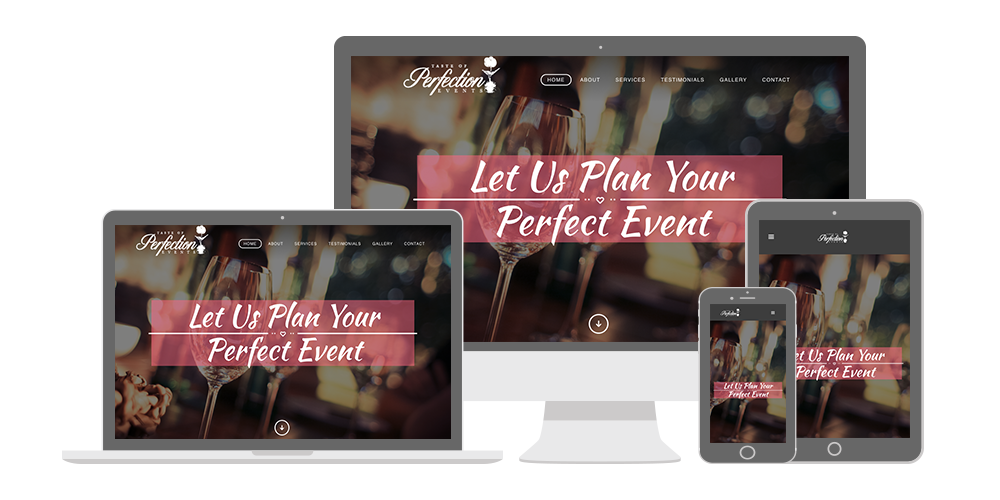 TASTE OF
Perfection
EVENTS
HOME ABOUT SERVICES TESTIMONIALS GALLERY CONTACT
Let Us Plan Your
Perfect Event
TASTE OF
Perfection
EVENTS
HOME ABOUT SERVICES TESTIMONIALS GALLERY CONTACT
Let Us Plan Your
Perfect Event
Perfection
et Us Plan Your
Perfect Event
Perfection
Let Us Plan Your
Perfect Event